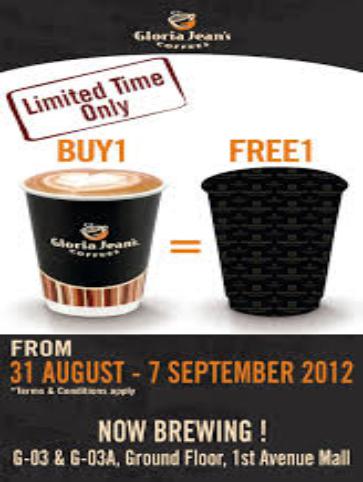 Gloria Jean's
COFFEES
Limited Time
Only
BUY1
FREE1
Gloria Jean's
COFFEES
=
FROM
31 AUGUST - 7 SEPTEMBER 2012
*Terms & Conditions apply
NOW BREWING !
G-03 & G-03A, Ground Floor, 1st Avenue Mall